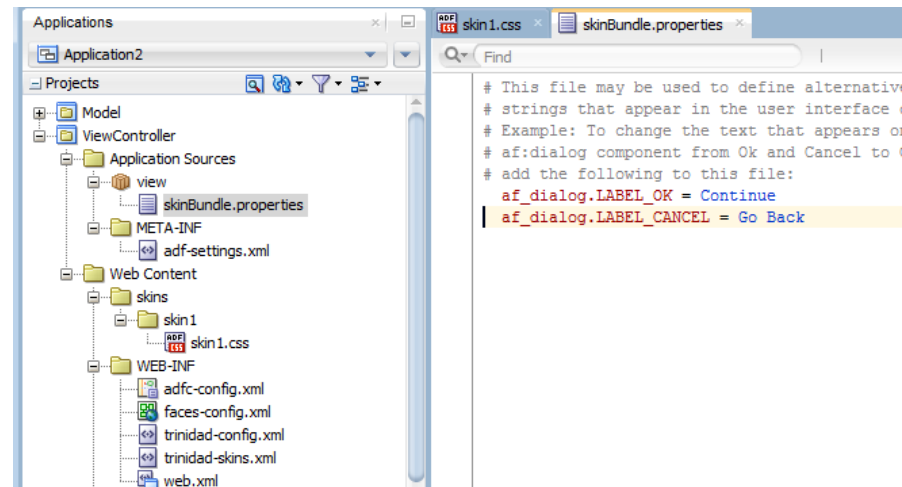 Applications
Application2
Projects
Model
ViewController
Application Sources
view
skinBundle.properties
META-INF
adf-settings.xml
Web Content
skins
skin1
ADF
CSS
skin1.css
WEB-INF
adfc-config.xml
faces-config.xml
trinidad-config.xml
trinidad-skins.xml
web.xml
ADF
CSS
skin1.css
skinBundle.properties
Find
# This file may be used to define alternative
# strings that appear in the user interface
# Example: To change the text that appears on
# af:dialog component from Ok and Cancel to
# add the following to this file:
af_dialog.LABEL_OK = Continue
af_dialog.LABEL_CANCEL = Go Back